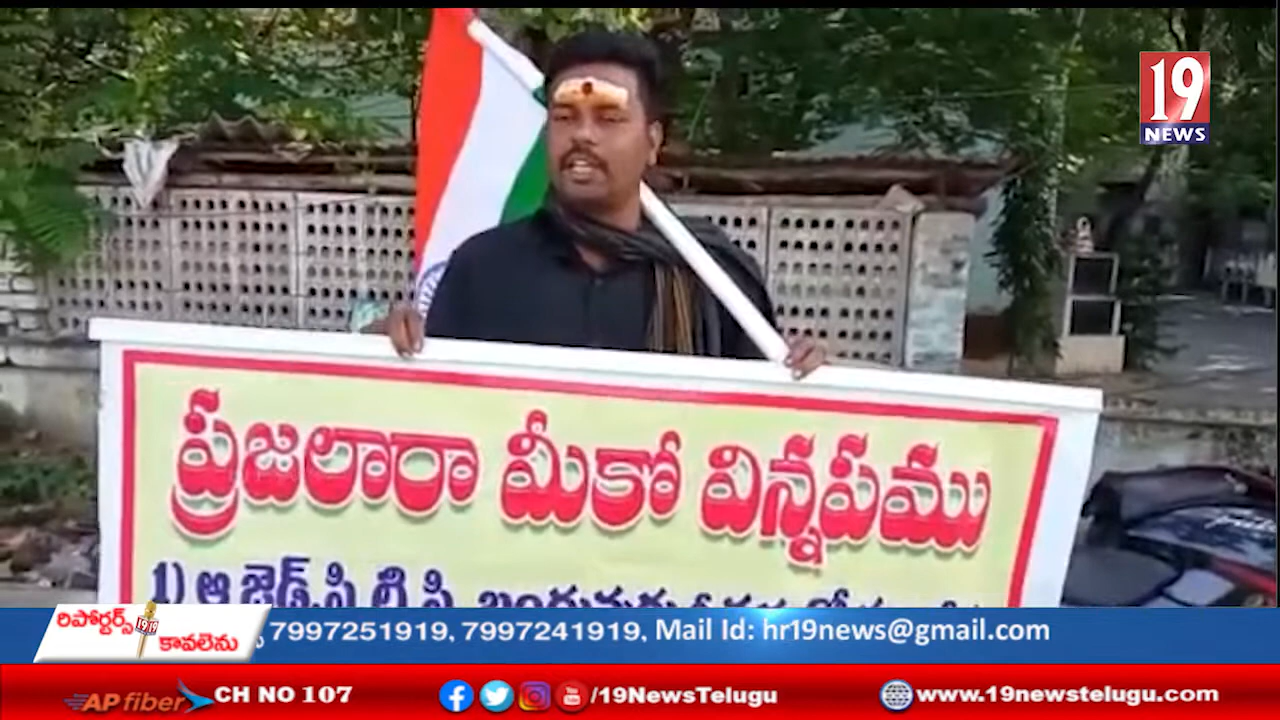 19
NEWS
ప్రజలారా మీకో విన్నపము
1) ఆ
రిపోర్టర్స్
కావలెను
7997251919, 7997241919, Mail Id: hr19news@gmail.com
AP fiber CH NO 107 /19NewsTelugu www.19newstelugu.com